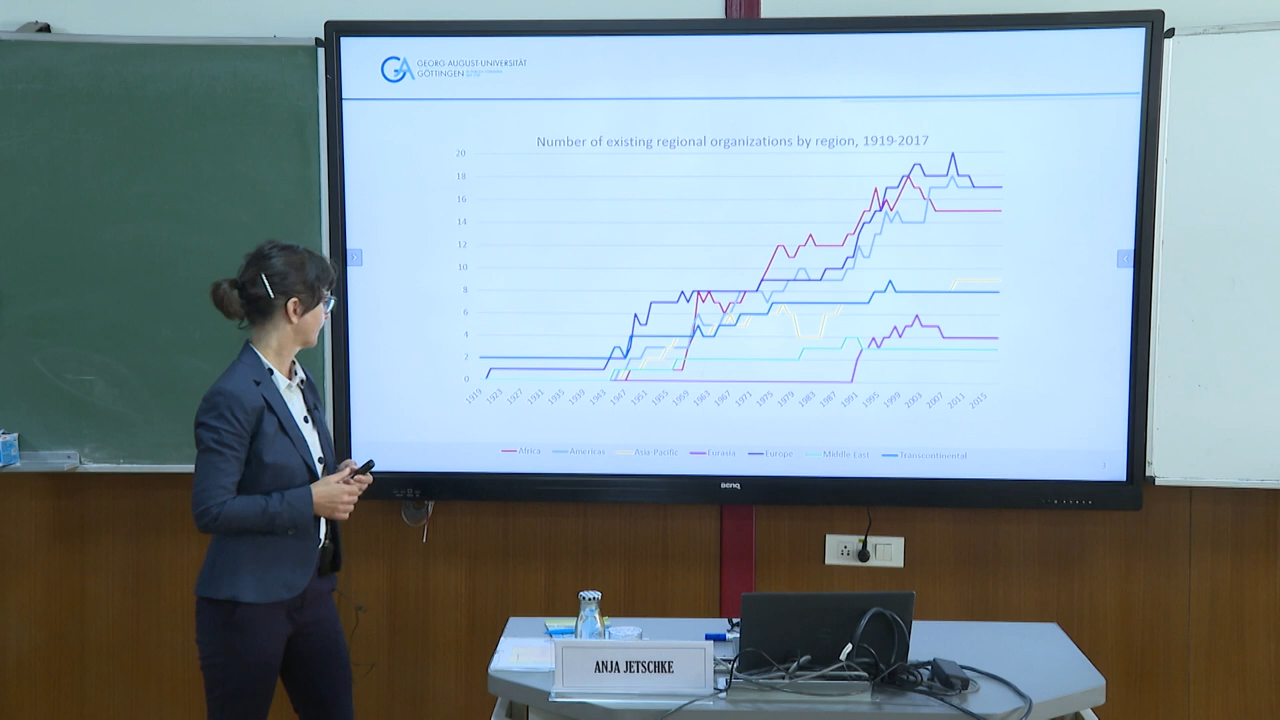 GEORG AUGUST-UNIVERSITÄT
GÖTTINGEN
Number of existing regional organizations by region, 1919-2017
20
18
16
14
12
10
8
6
4
2
0
1919 1923 1927 1931 1935 1939 1943 1947 1951 1955 1959 1963 1967 1971 1975 1979 1983 1987 1991 1995 1999 2003 2007 2011 2015
Africa Americas Asia-Pacific Eurasia Europe Middle East Transcontinental
BenQ
ANJA JETSCHKE